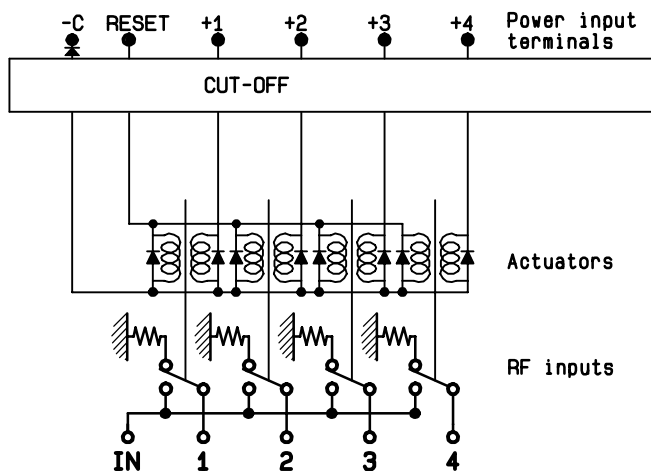 -C RESET +1 +2 +3 +4 Power input
terminals
CUT-OFF
Actuators
RF inputs
IN 1 2 3 4